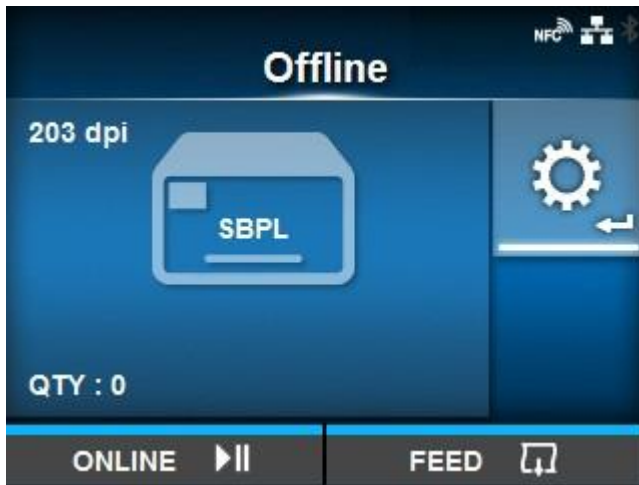 NFC
Offline
203 dpi
SBPL
QTY : 0
ONLINE
FEED